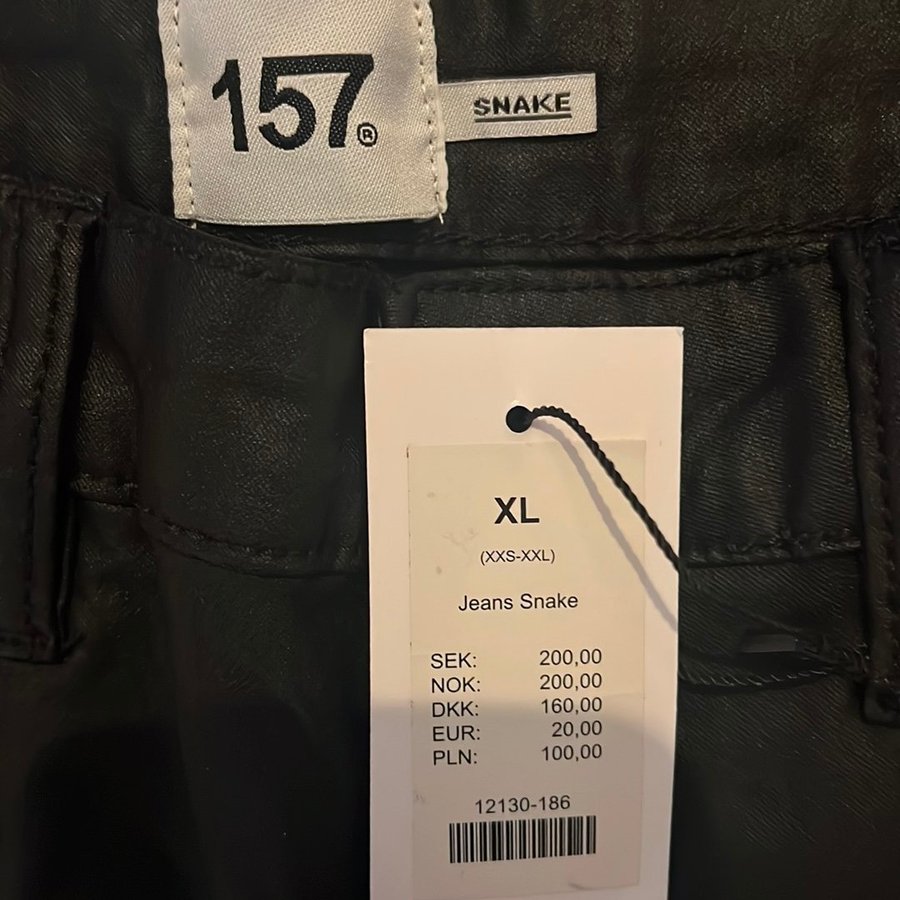 157®
SNAKE
XL
(XXS-XXL)
Jeans Snake
SEK: 200,00
NOK: 200,00
DKK: 160,00
EUR: 20,00
PLN: 100,00
12130-186